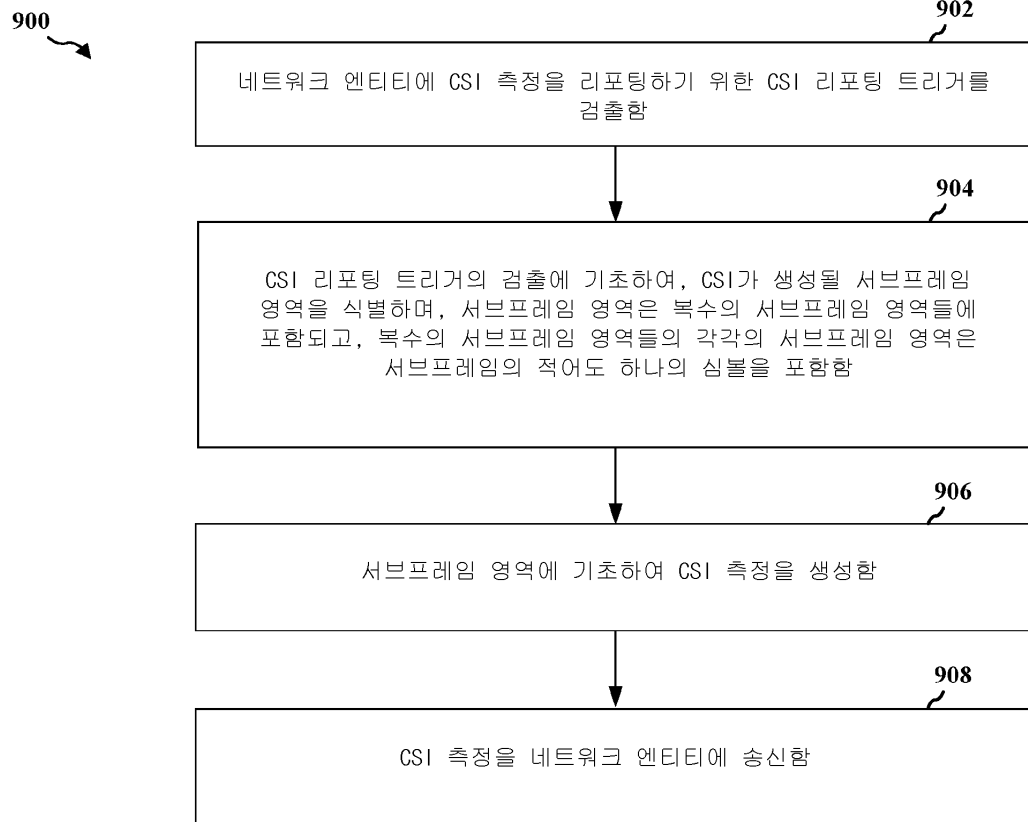 900
902
네트워크 엔티티에 CSI 측정을 리포팅하기 위한 CSI 리포팅 트리거를
검출함
904
CSI 리포팅 트리거의 검출에 기초하여, CSI가 생성될 서브프레임
영역을 식별하며, 서브프레임 영역은 복수의 서브프레임 영역들에
포함되고, 복수의 서브프레임 영역들의 각각의 서브프레임 영역은
서브프레임의 적어도 하나의 심볼을 포함함
906
서브프레임 영역에 기초하여 CSI 측정을 생성함
908
CSI 측정을 네트워크 엔티티에 송신함